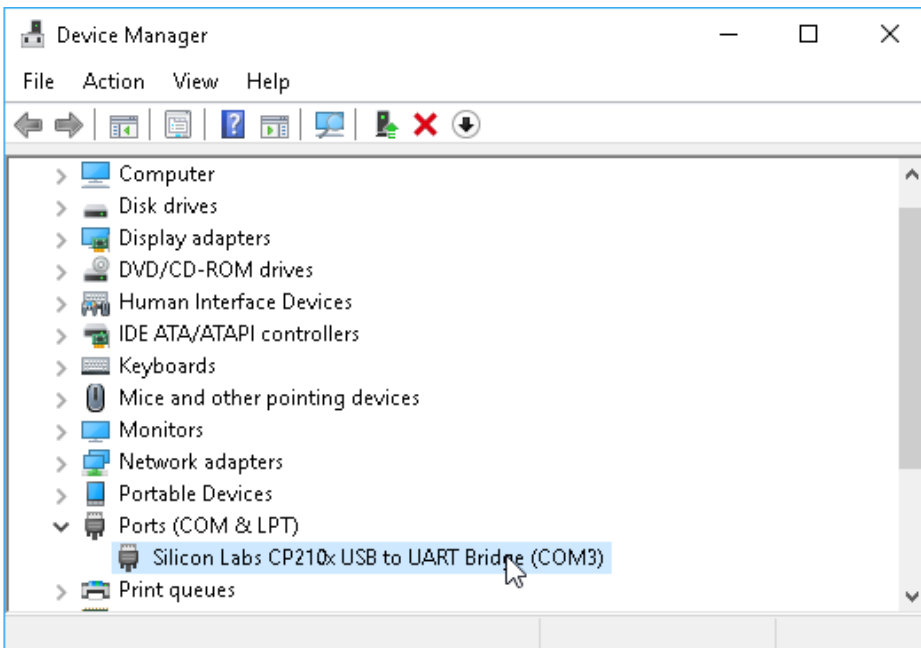 Device Manager
File Action View Help
Computer
Disk drives
Display adapters
DVD/CD-ROM drives
Human Interface Devices
IDE ATA/ATAPI controllers
Keyboards
Mice and other pointing devices
Monitors
Network adapters
Portable Devices
Ports (COM & LPT)
Silicon Labs CP210x USB to UART Bridge (COM3)
Print queues